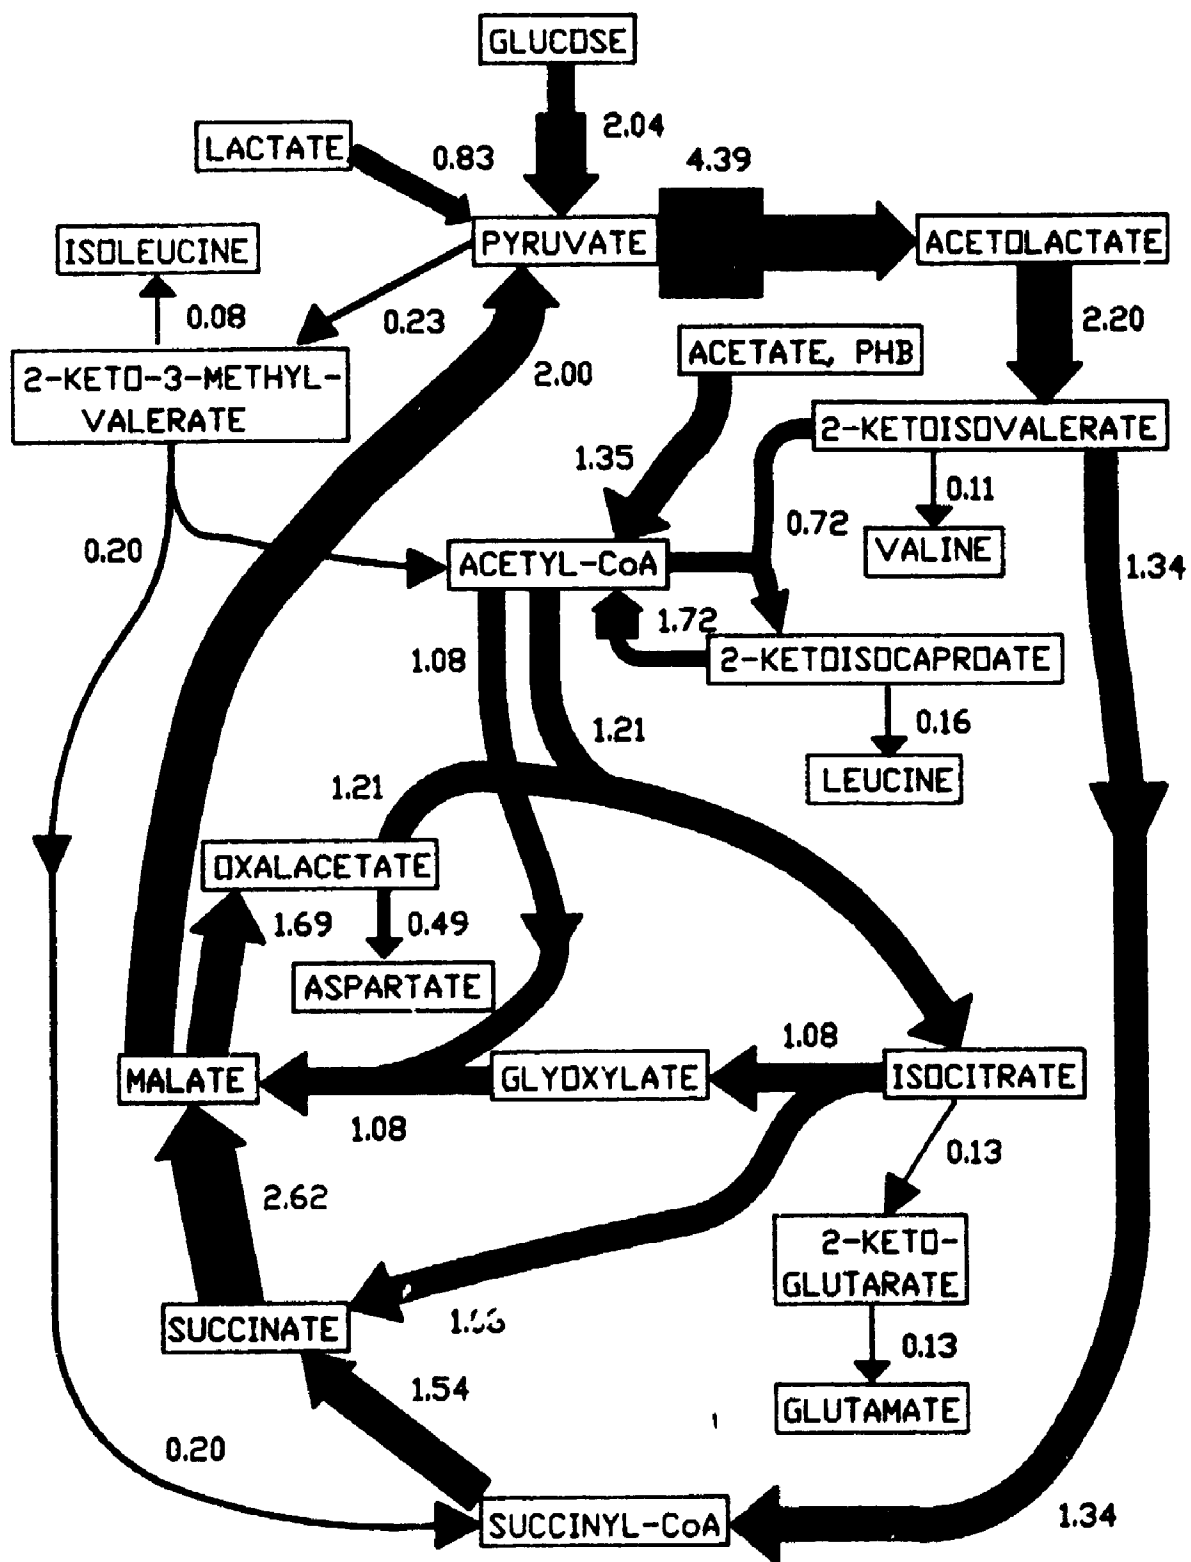 GLUCOSE
2.04
LACTATE
0.83
4.39
ISOLEUCINE
PYRUVATE
ACETOLACTATE
0.08
0.23
2.20
2-KETO-3-METHYL-
VALERATE
2.00
ACETATE, PHB
2-KETOISOVALERATE
1.35
0.11
0.72
0.20
VALINE
ACETYL-CoA
1.34
1.72
1.08
2-KETOISOCAPROATE
0.16
1.21
LEUCINE
1.21
OXALACETATE
1.69
0.49
ASPARTATE
1.08
MALATE
GLYOXYLATE
ISOCITRATE
1.08
0.13
2.62
2-KETO-
GLUTARATE
SUCCINATE
0.13
1.54
GLUTAMATE
0.20
SUCCINYL-CoA
1.34